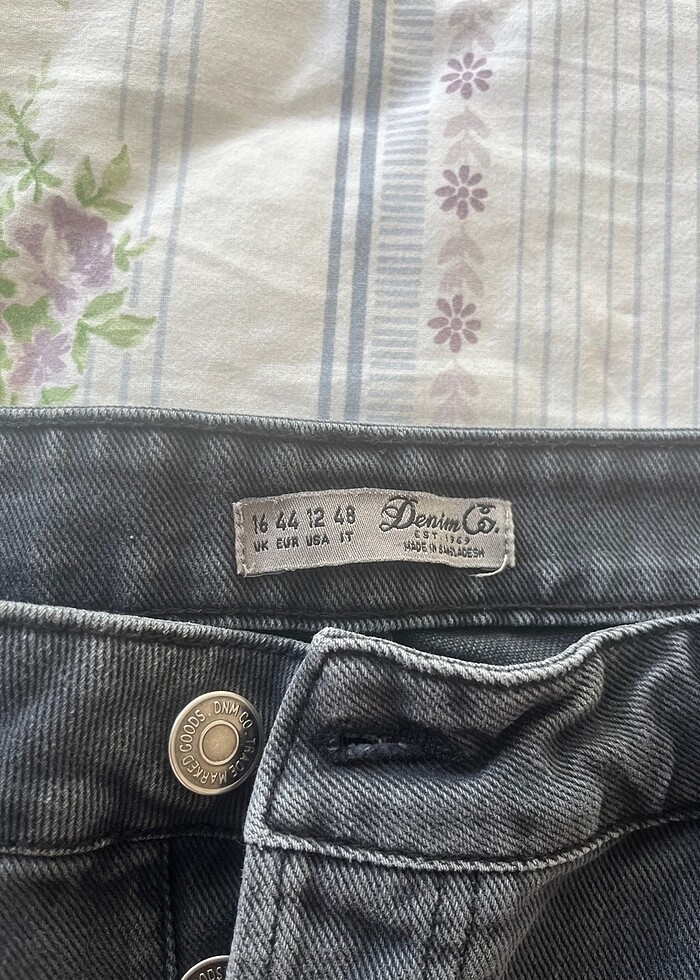 16 44 12 48
UK EUR USA IT
Denim Co.
EST 1969
MADE IN BANGLADESH
DNM CO. TRADE MARKED GOODS.